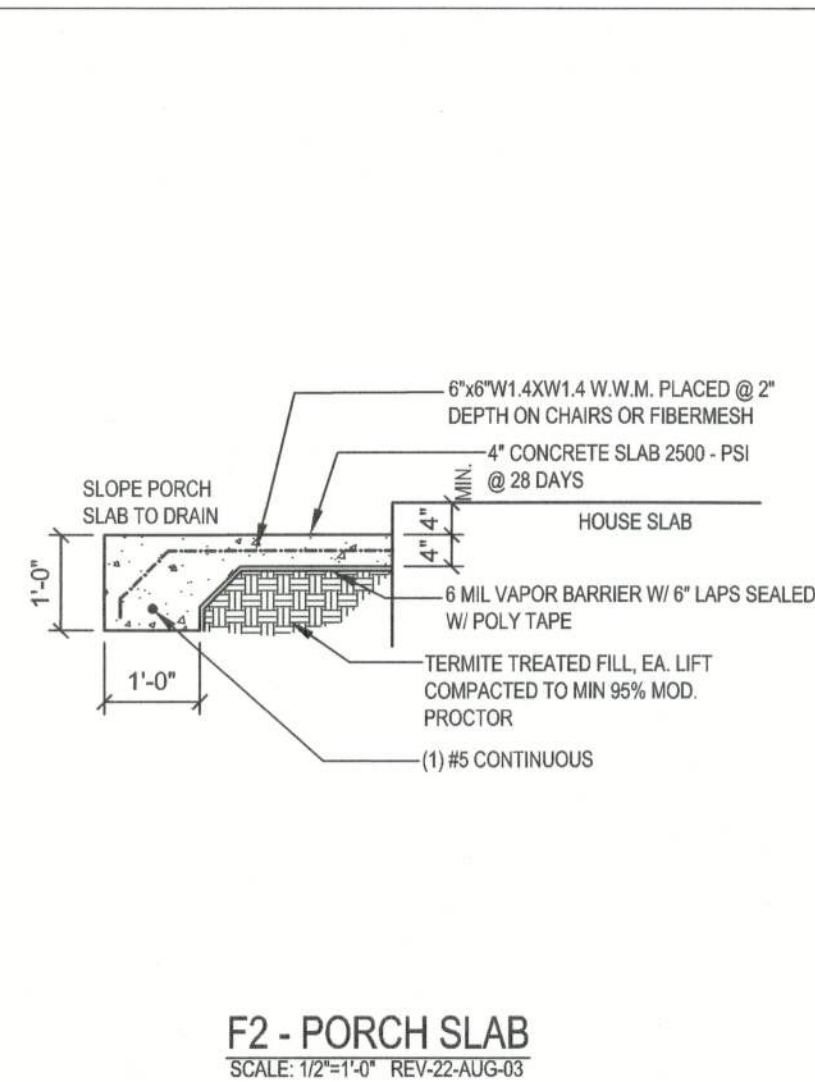 6"x6"W1.4XW1.4 W.W.M. PLACED @ 2"
DEPTH ON CHAIRS OR FIBERMESH
4" CONCRETE SLAB 2500 - PSI
@ 28 DAYS
MIN.
SLOPE PORCH
SLAB TO DRAIN
HOUSE SLAB
4"
4"
1'-0"
6 MIL VAPOR BARRIER W/ 6" LAPS SEALED
W/ POLY TAPE
TERMITE TREATED FILL, EA. LIFT
COMPACTED TO MIN 95% MOD.
PROCTOR
1'-0"
(1) #5 CONTINUOUS
F2 - PORCH SLAB
SCALE: 1/2"=1'-0" REV-22-AUG-03